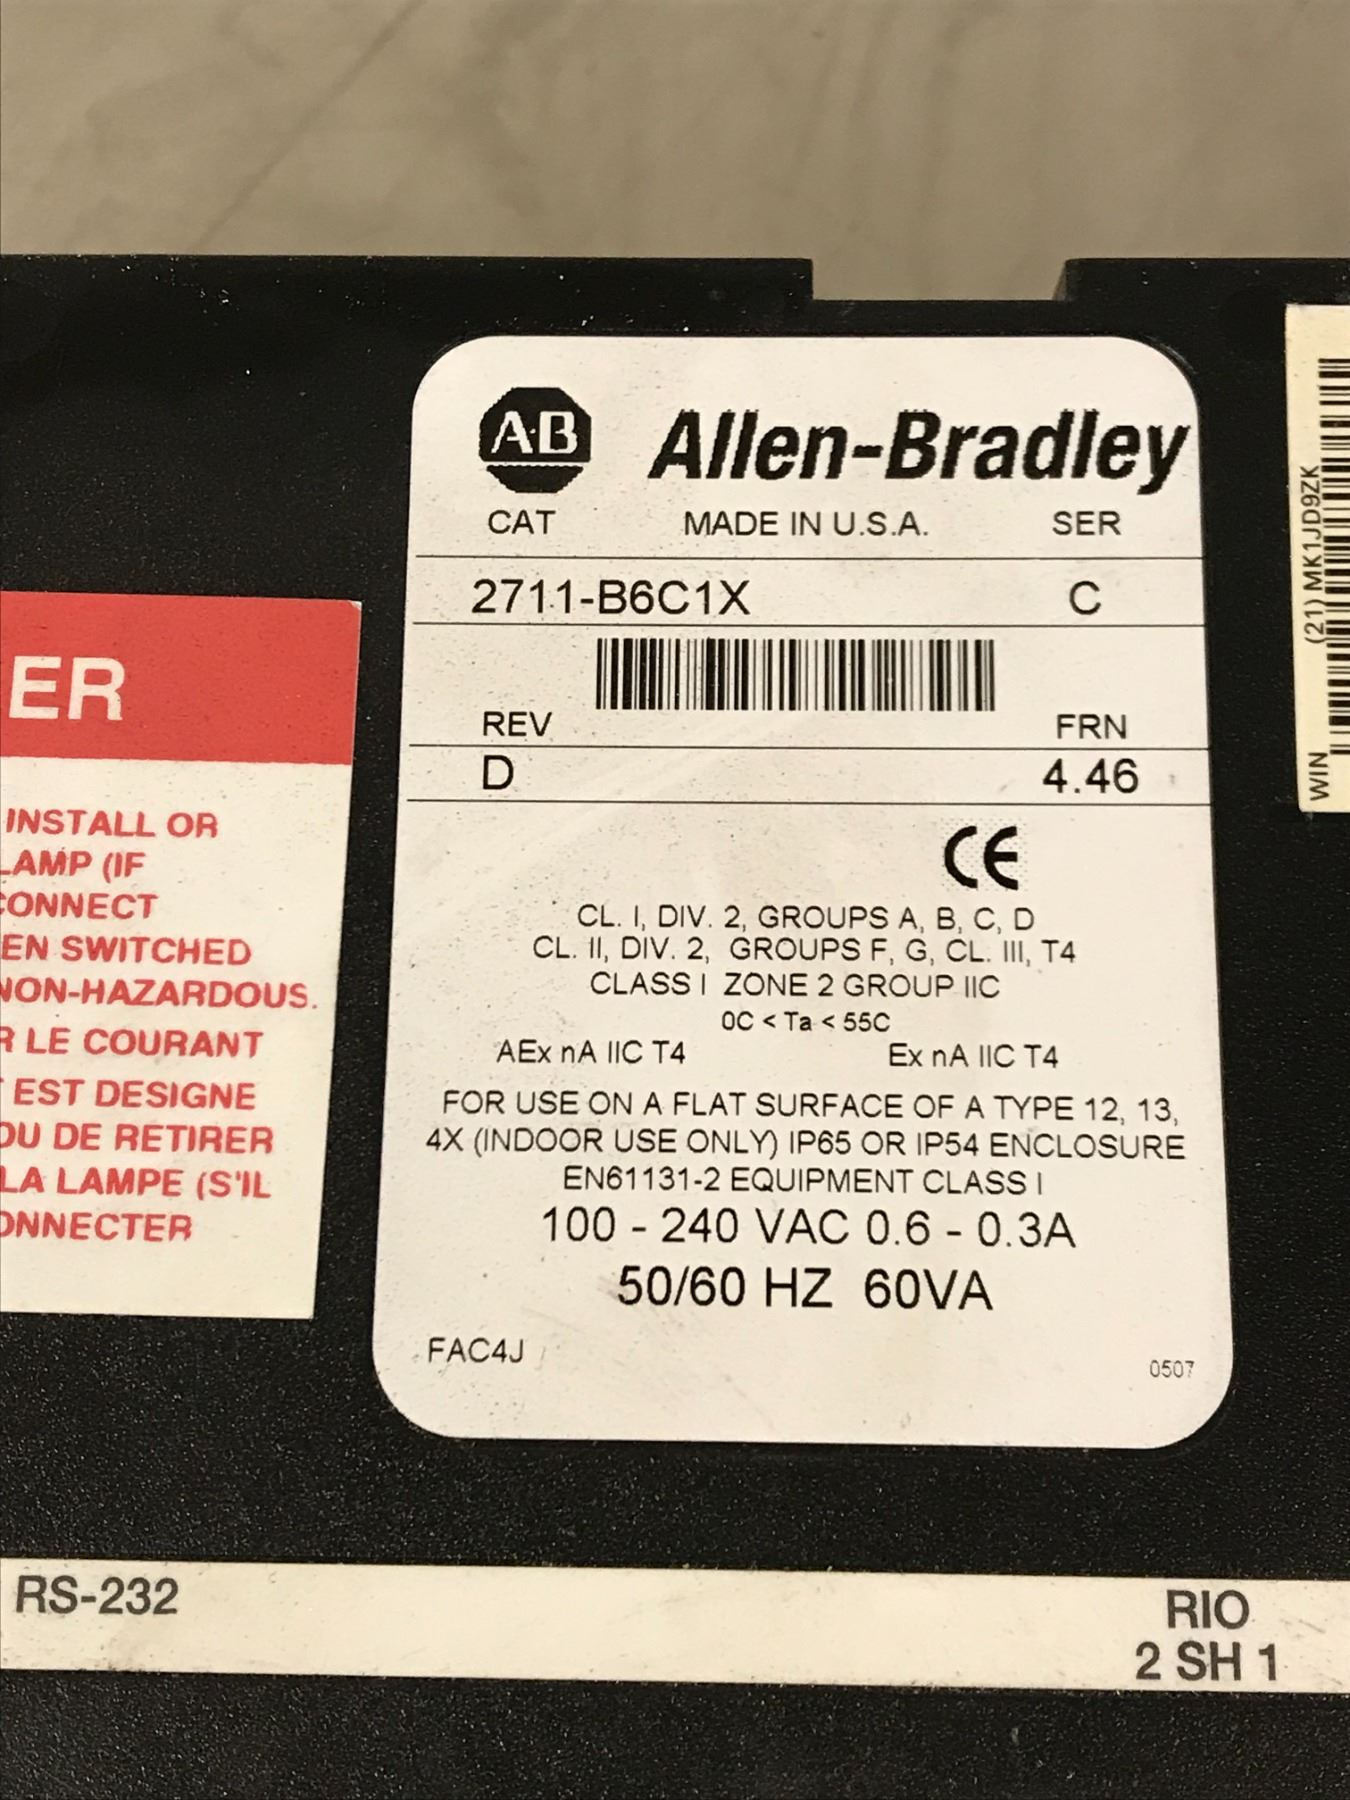 A·B Allen-Bradley
CAT MADE IN U.S.A. SER
2711-B6C1X C
REV FRN
D 4.46
CE
CL. I, DIV. 2, GROUPS A, B, C, D
CL. II, DIV. 2, GROUPS F, G, CL. III, T4
CLASS I ZONE 2 GROUP IIC
0C < Ta < 55C
AEx nA IIC T4 Ex nA IIC T4
FOR USE ON A FLAT SURFACE OF A TYPE 12, 13,
4X (INDOOR USE ONLY) IP65 OR IP54 ENCLOSURE
EN61131-2 EQUIPMENT CLASS I
100 - 240 VAC 0.6 - 0.3A
50/60 HZ 60VA
FAC4J 0507
ER
INSTALL OR
LAMP (IF
CONNECT
EN SWITCHED
NON-HAZARDOUS.
R LE COURANT
EST DESIGNE
OU DE RETIRER
LA LAMPE (S'IL
ONNECTER
WIN (21) MK1JD9ZK
RS-232
RIO
2 SH 1